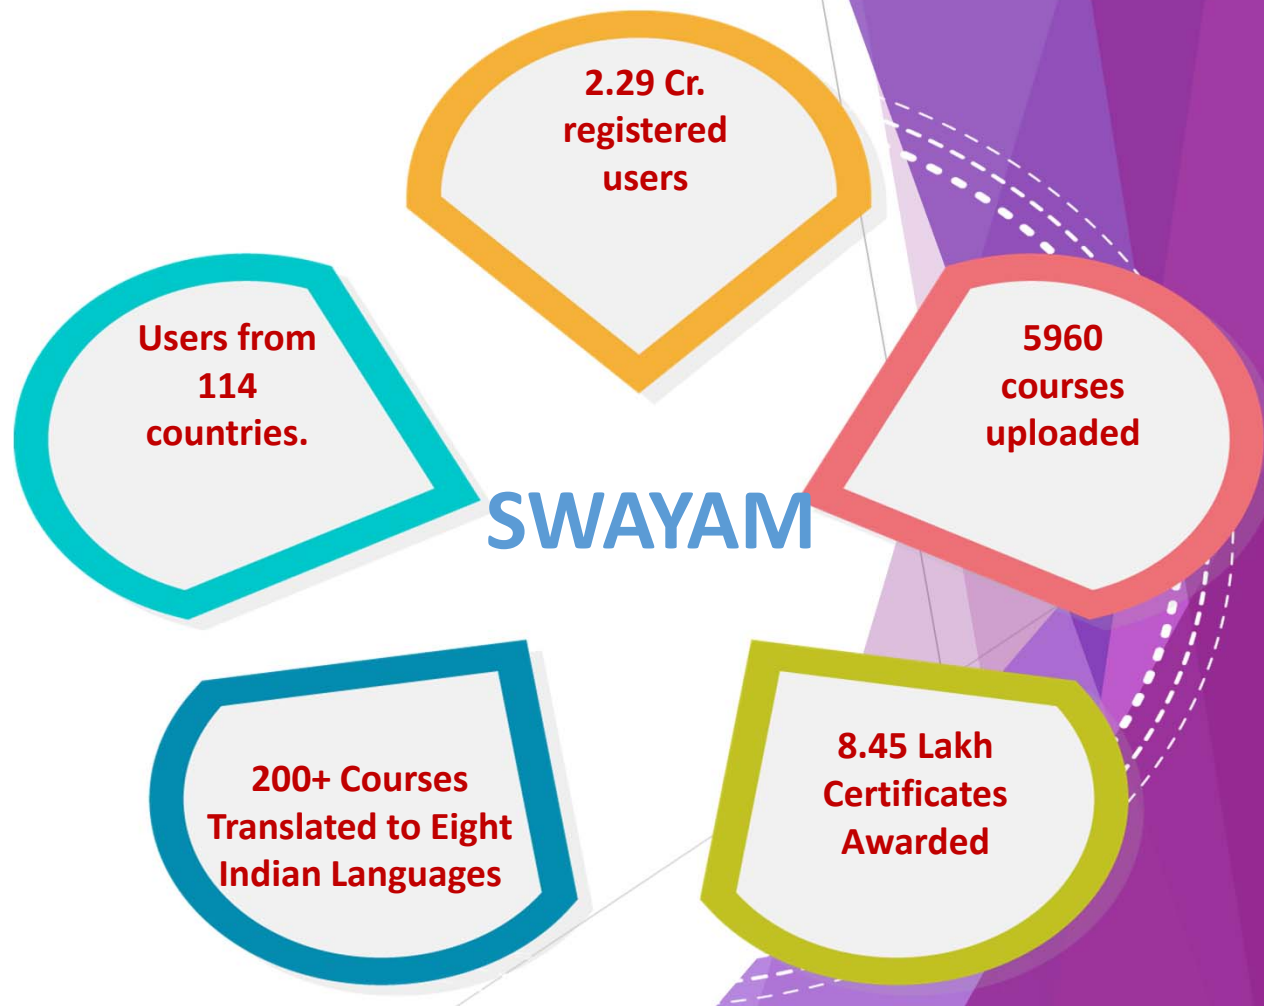 2.29 Cr.
registered
users
Users from
114
countries.
5960
courses
uploaded
SWAYAM
200+ Courses
Translated to Eight
Indian Languages
8.45 Lakh
Certificates
Awarded